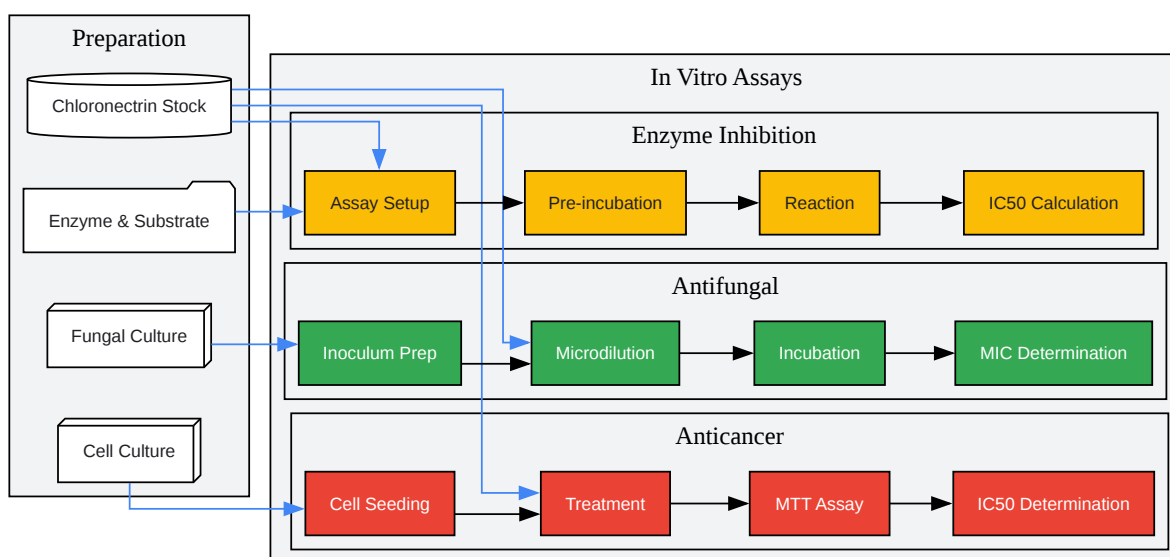 Preparation
Chloronectrin Stock
Enzyme & Substrate
Fungal Culture
Cell Culture
In Vitro Assays
Enzyme Inhibition
Assay Setup
Pre-incubation
Reaction
IC50 Calculation
Antifungal
Inoculum Prep
Microdilution
Incubation
MIC Determination
Anticancer
Cell Seeding
Treatment
MTT Assay
IC50 Determination